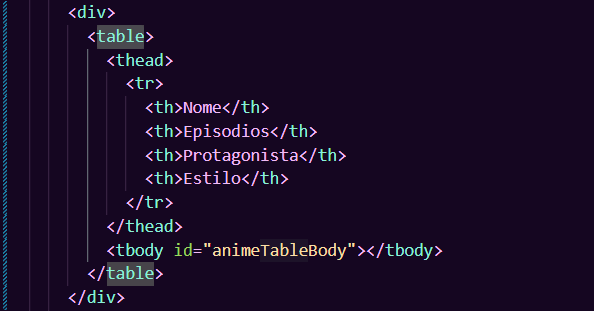 <div>
<table>
<thead>
<tr>
<th>Nome</th>
<th>Episodios</th>
<th>Protagonista</th>
<th>Estilo</th>
</tr>
</thead>
<tbody id="animeTableBody"></tbody>
</table>
</div>